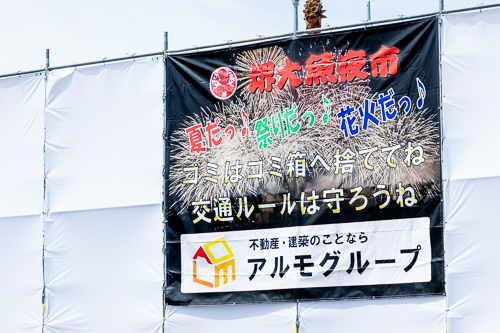 錦大魚夜市
夏だっ♪祭りだっ♪花火だっ♪
ゴミはゴミ箱へ捨ててね
交通ルールは守ろうね
不動産・建築のことなら
アルモグループ